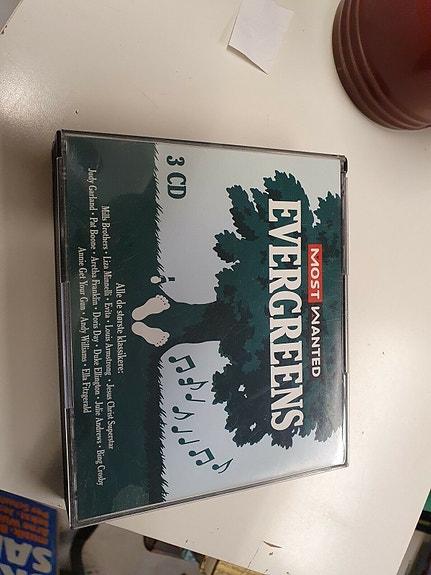 MOST WANTED
EVERGREENS
3 CD
Alle de største klassikere:
Mills Brothers • Liza Minnelli • Evita • Louis Armstrong • Jesus Christ Superstar
Judy Garland • Pat Boone • Aretha Franklin • Doris Day • Duke Ellington • Julie Andrews • Bing Crosby
Annie Get Your Gun • Andy Williams • Ella Fitzgerald